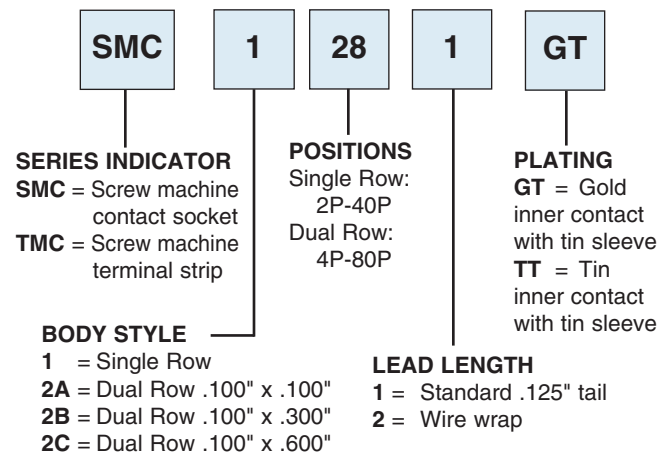 SMC 1 28 1 GT
SERIES INDICATOR
SMC = Screw machine
contact socket
TMC = Screw machine
terminal strip
POSITIONS
Single Row:
2P-40P
Dual Row:
4P-80P
PLATING
GT = Gold
inner contact
with tin sleeve
TT = Tin
inner contact
with tin sleeve
BODY STYLE
1 = Single Row
2A = Dual Row .100" x .100"
2B = Dual Row .100" x .300"
2C = Dual Row .100" x .600"
LEAD LENGTH
1 = Standard .125" tail
2 = Wire wrap